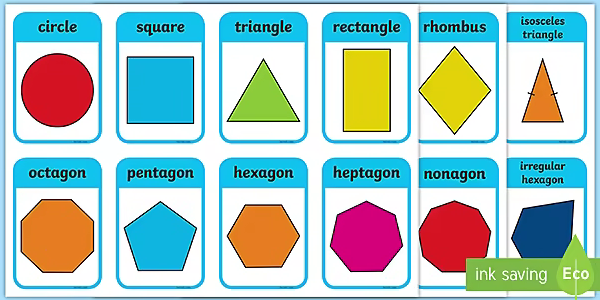 circle
square
triangle
rectangle
rhombus
isosceles
triangle
octagon
pentagon
hexagon
heptagon
nonagon
irregular
hexagon
ink saving
Eco